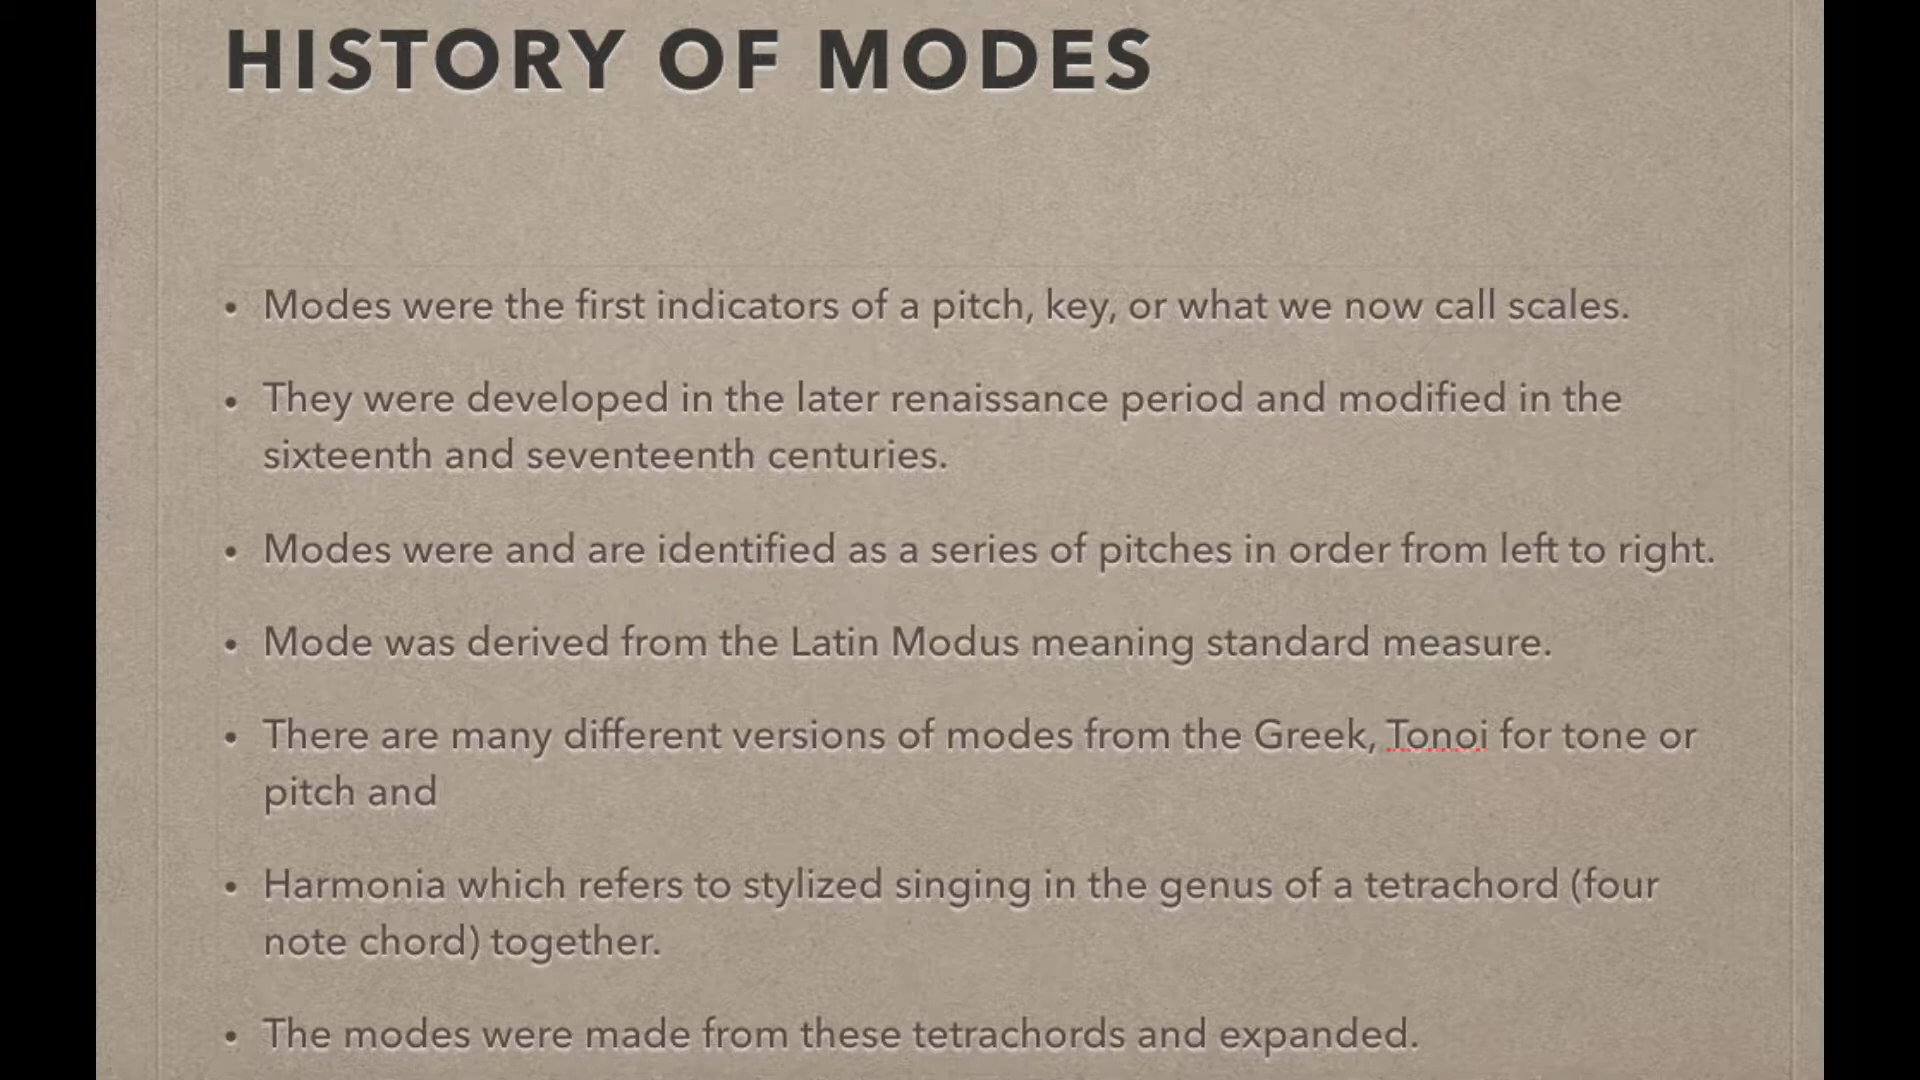 HISTORY OF MODES
• Modes were the first indicators of a pitch, key, or what we now call scales.
• They were developed in the later renaissance period and modified in the
sixteenth and seventeenth centuries.
• Modes were and are identified as a series of pitches in order from left to right.
• Mode was derived from the Latin Modus meaning standard measure.
• There are many different versions of modes from the Greek, Tonoi for tone or
pitch and
• Harmonia which refers to stylized singing in the genus of a tetrachord (four
note chord) together.
• The modes were made from these tetrachords and expanded.